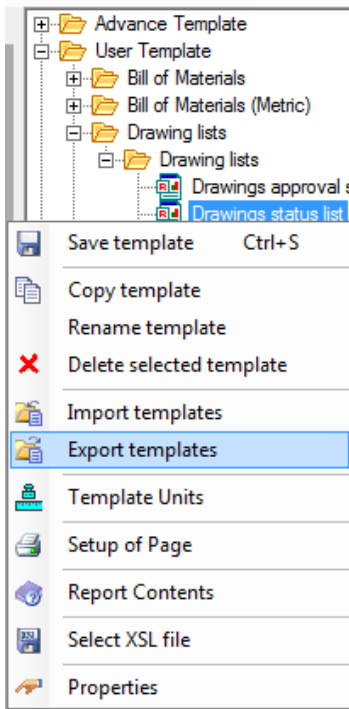 Advance Template
User Template
Bill of Materials
Bill of Materials (Metric)
Drawing lists
Drawing lists
Drawings approval s
Drawings status list
Save template Ctrl+S
Copy template
Rename template
Delete selected template
Import templates
Export templates
Template Units
Setup of Page
Report Contents
Select XSL file
Properties